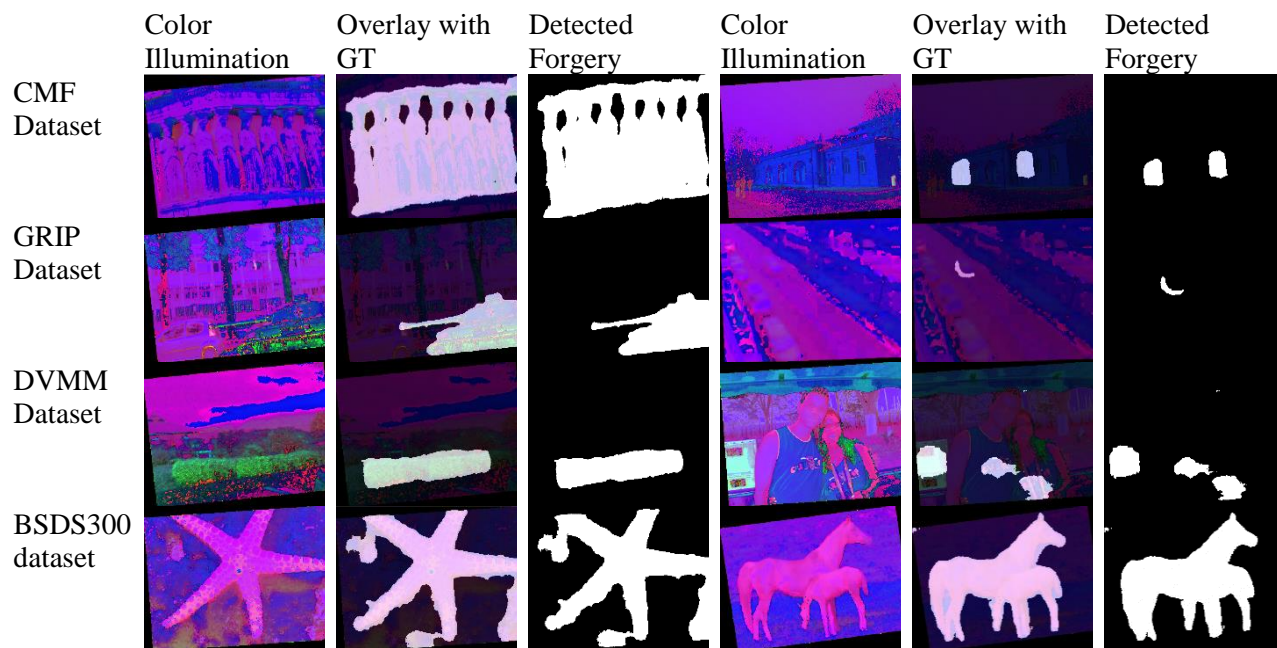 Color
Illumination
Overlay with
GT
Detected
Forgery
Color
Illumination
Overlay with
GT
Detected
Forgery
CMF
Dataset
GRIP
Dataset
DVMM
Dataset
BSDS300
dataset